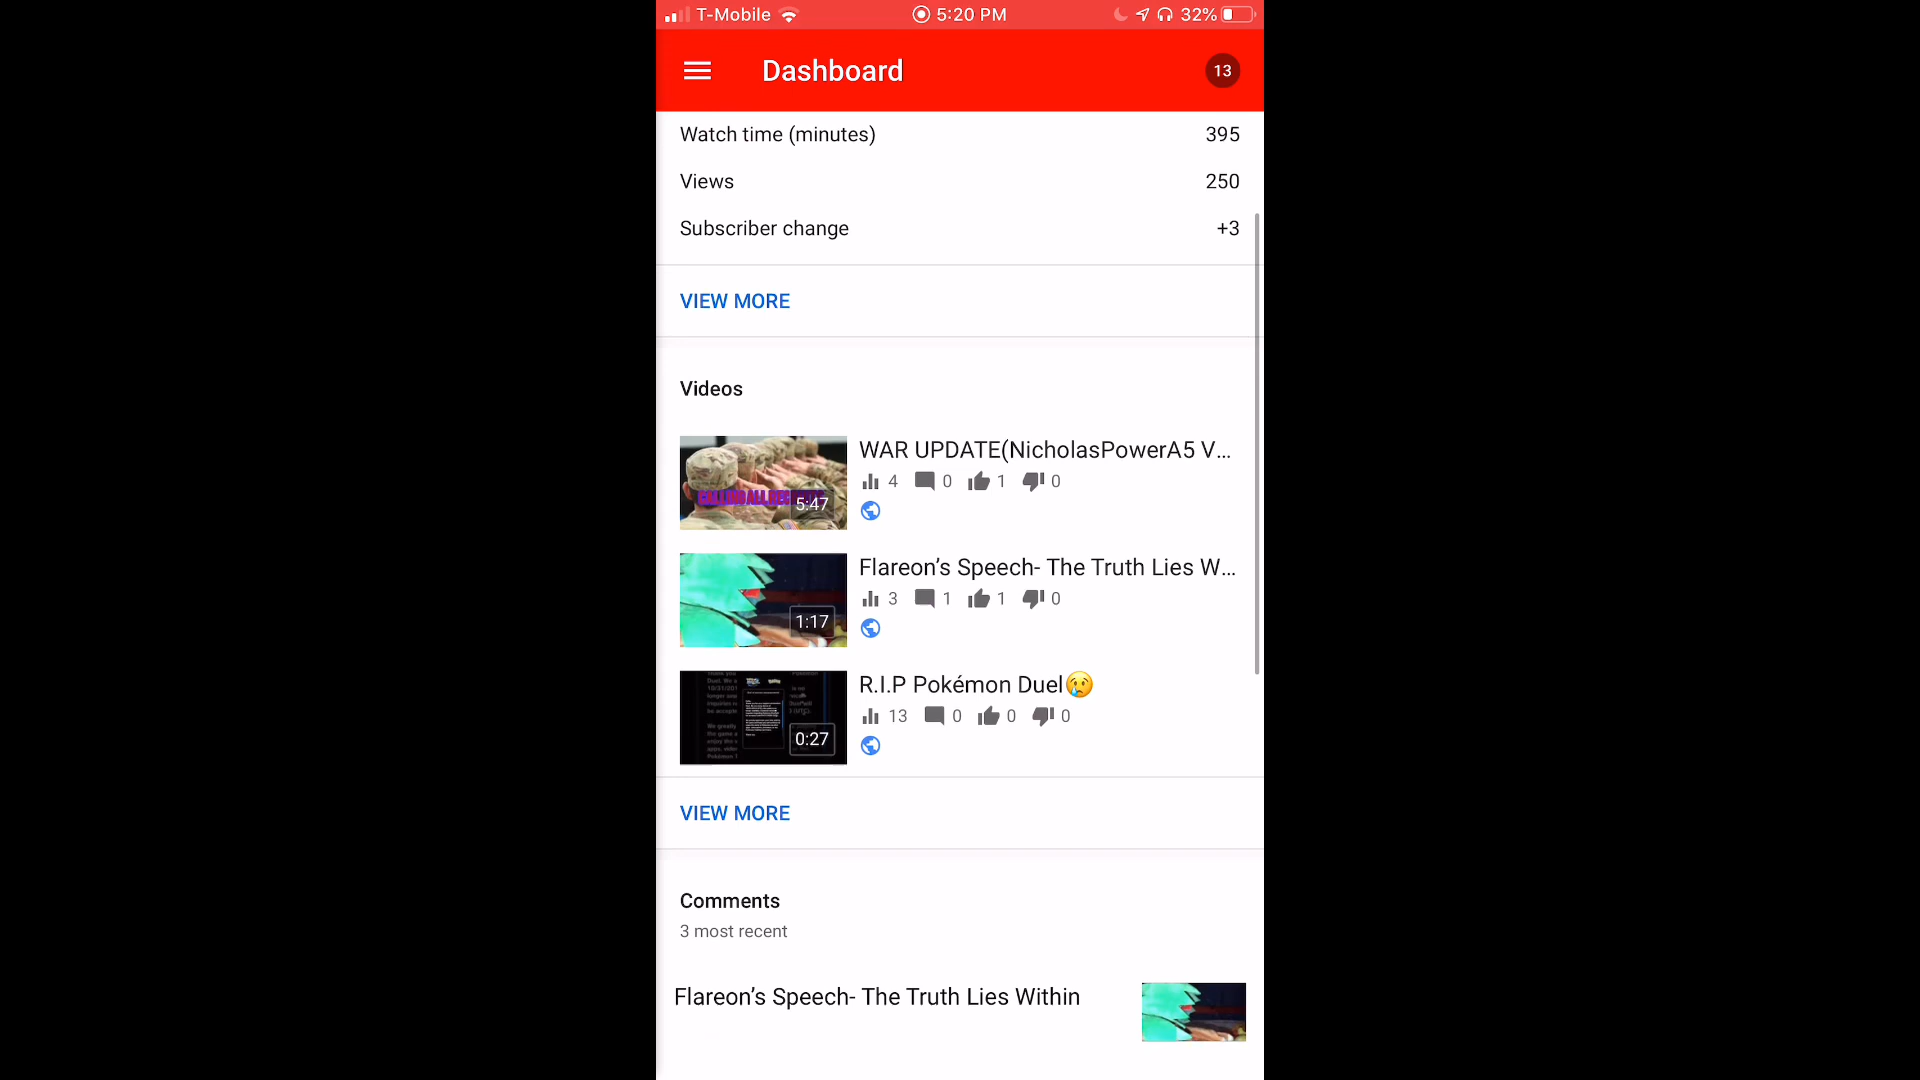 T-Mobile 5:20 PM 32%
Dashboard 13
Watch time (minutes) 395
Views 250
Subscriber change +3
VIEW MORE
Videos
WAR UPDATE(NicholasPowerA5 V...
4 0 1 0
5:47
Flareon’s Speech- The Truth Lies W...
3 1 1 0
1:17
R.I.P Pokémon Duel😢
13 0 0 0
0:27
VIEW MORE
Comments
3 most recent
Flareon’s Speech- The Truth Lies Within